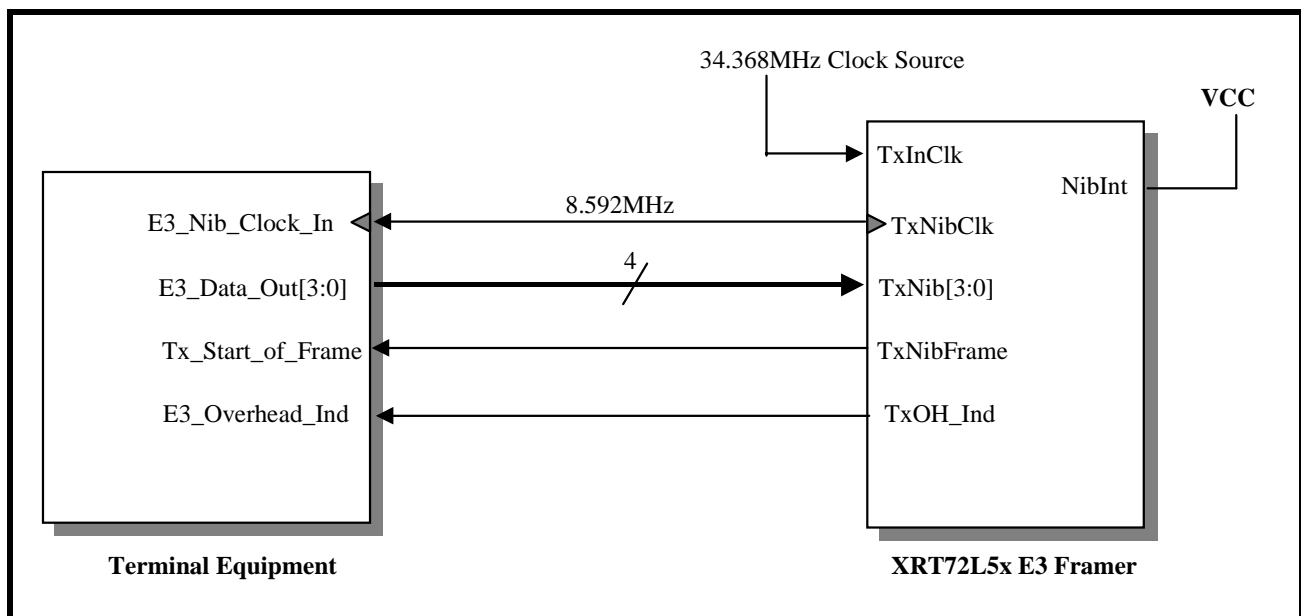 34.368MHz Clock Source
VCC
TxInClk
NibInt
8.592MHz
E3_Nib_Clock_In
TxNibClk
4
E3_Data_Out[3:0]
TxNib[3:0]
Tx_Start_of_Frame
TxNibFrame
E3_Overhead_Ind
TxOH_Ind
Terminal Equipment
XRT72L5x E3 Framer